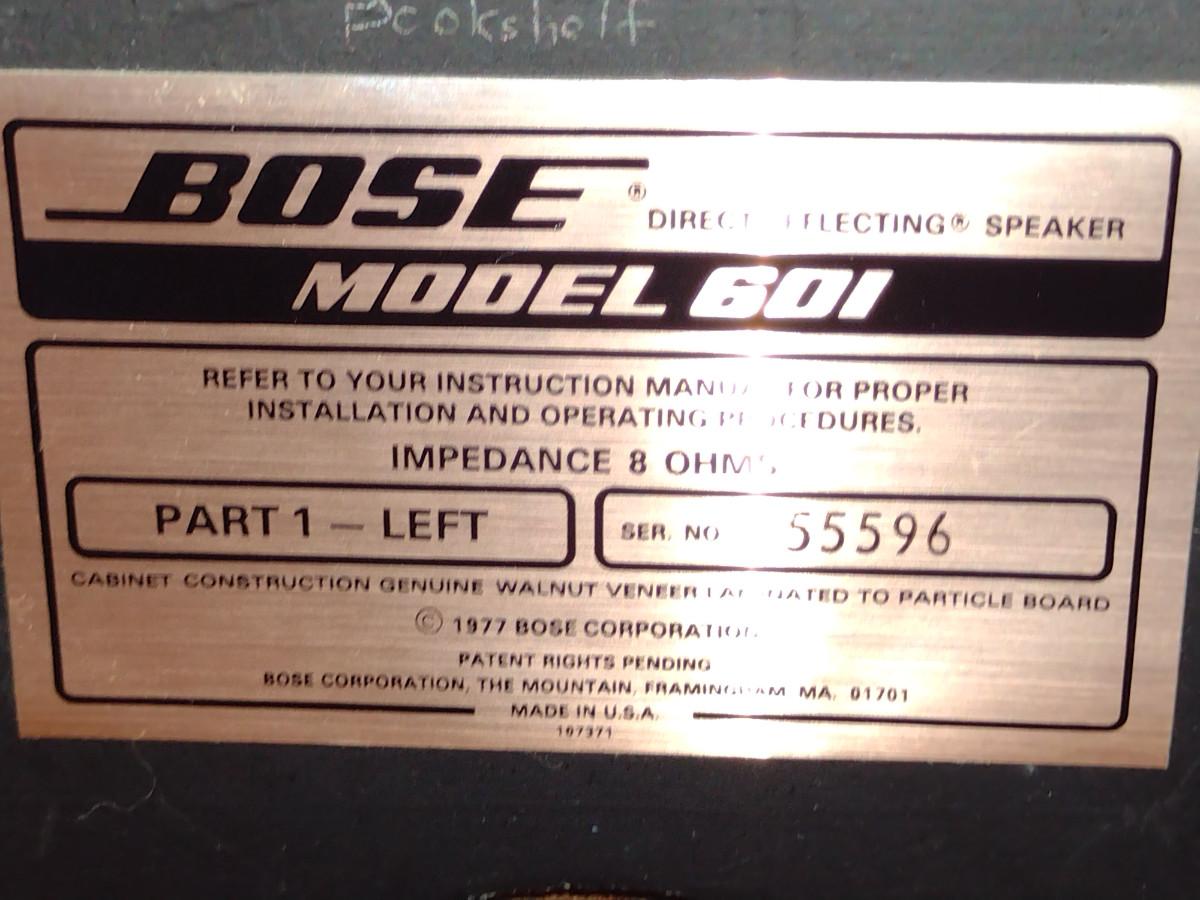 BOSE®
DIRECT REFLECTING® SPEAKER
MODEL 601
REFER TO YOUR INSTRUCTION MANUAL FOR PROPER
INSTALLATION AND OPERATING PROCEDURES.
IMPEDANCE 8 OHMS
PART 1 — LEFT
SER. NO 55596
CABINET CONSTRUCTION GENUINE WALNUT VENEER LAMINATED TO PARTICLE BOARD
© 1977 BOSE CORPORATION
PATENT RIGHTS PENDING
BOSE CORPORATION, THE MOUNTAIN, FRAMINGHAM MA. 01701
MADE IN U.S.A.
107371